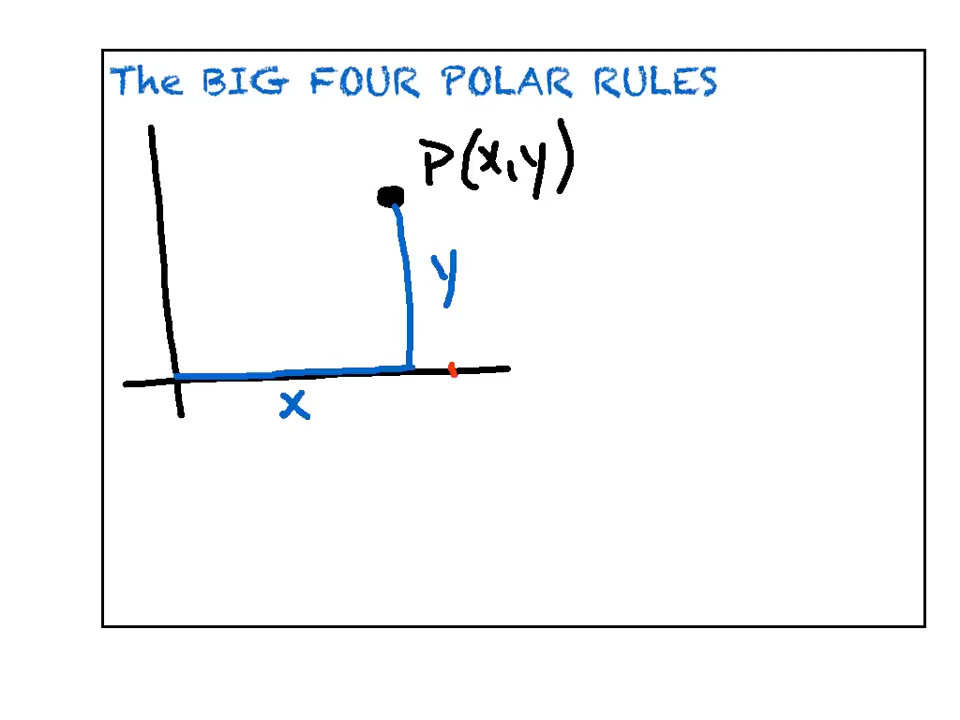 The BIG FOUR POLAR RULES
P(x,y)
y
x